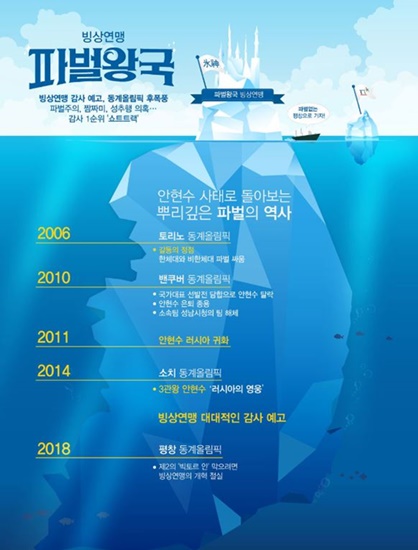 빙상연맹
파벌왕국
빙상연맹 감사 예고, 동계올림픽 후폭풍
파벌주의, 짬짜미, 성추행 의혹…
감사 1순위 '쇼트트랙'
파벌왕국 빙상연맹
파벌없는
평창으로 가자!
안현수 사태로 돌아보는
뿌리깊은 파벌의 역사
2006
토리노 동계올림픽
• 갈등의 정점
한체대와 비한체대 파벌 싸움
2010
밴쿠버 동계올림픽
• 국가대표 선발전 담합으로 안현수 탈락
• 안현수 은퇴 종용
• 소속팀 성남시청의 팀 해체
2011
안현수 러시아 귀화
2014
소치 동계올림픽
• 3관왕 안현수 '러시아의 영웅'
빙상연맹 대대적인 감사 예고
2018
평창 동계올림픽
• 제2의 '빅토르 안' 막으려면
빙상연맹의 개혁 절실